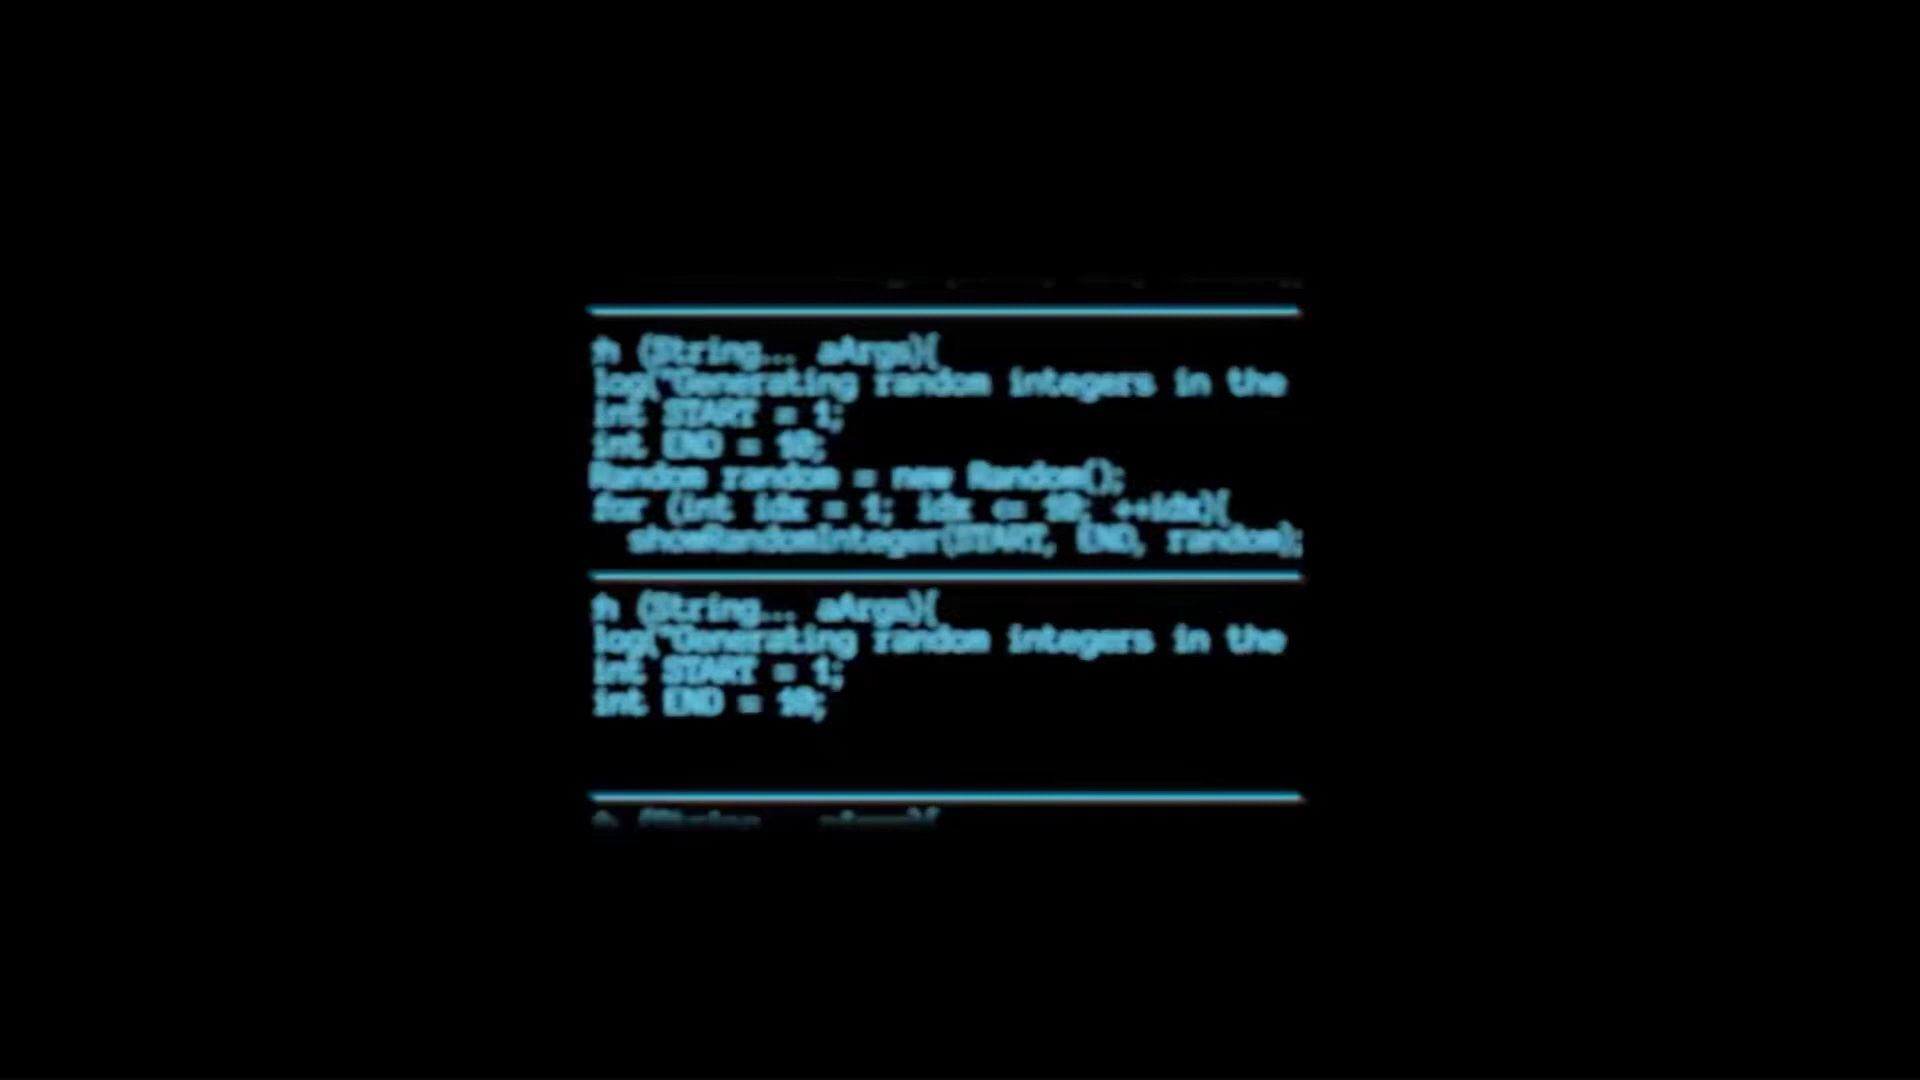 (String... aArgs){
log("Generating random integers in the
int START = 1;
int END = 10;
Random random = new Random();
for (int idx = 1; idx <= 10; ++idx){
showRandomInteger(START, END, random);
(String... aArgs){
log("Generating random integers in the
int START = 1;
int END = 10;